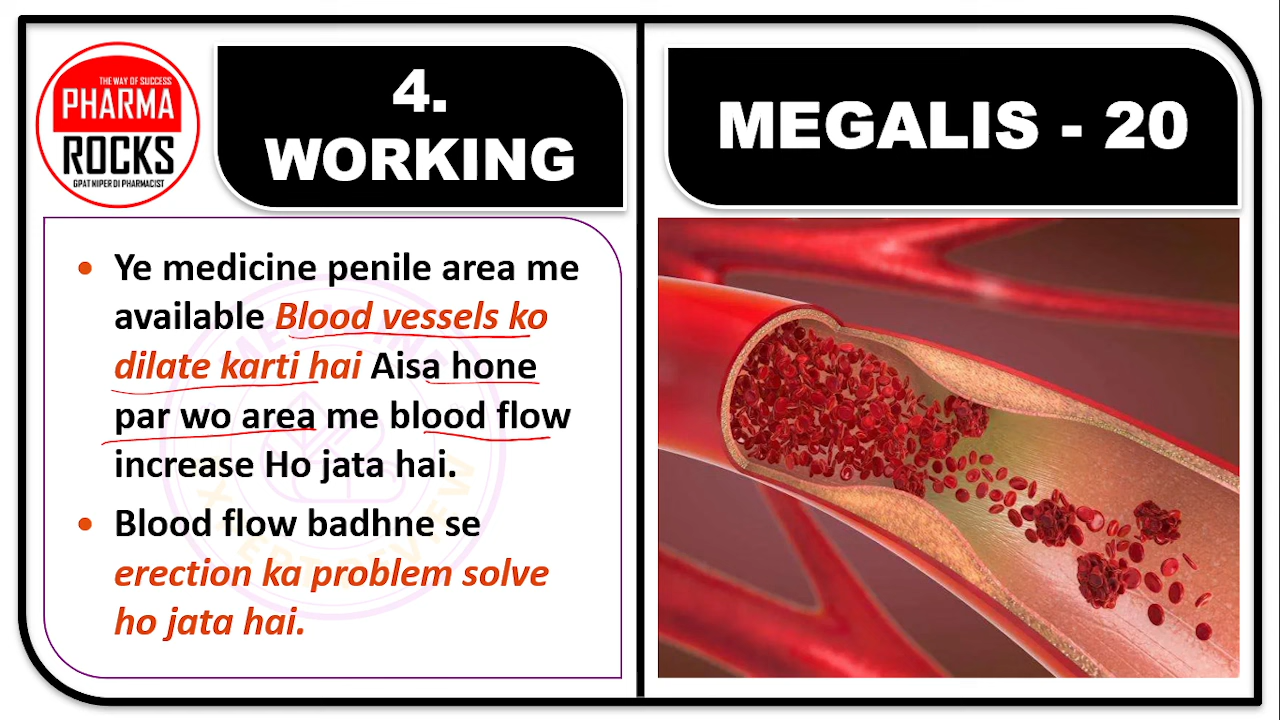 THE WAY OF SUCCESS
PHARMA
ROCKS
GPAT NIPER DI PHARMACIST
4.
WORKING
MEGALIS - 20
• Ye medicine penile area me
available Blood vessels ko
dilate karti hai Aisa hone
par wo area me blood flow
increase Ho jata hai.
• Blood flow badhne se
erection ka problem solve
ho jata hai.